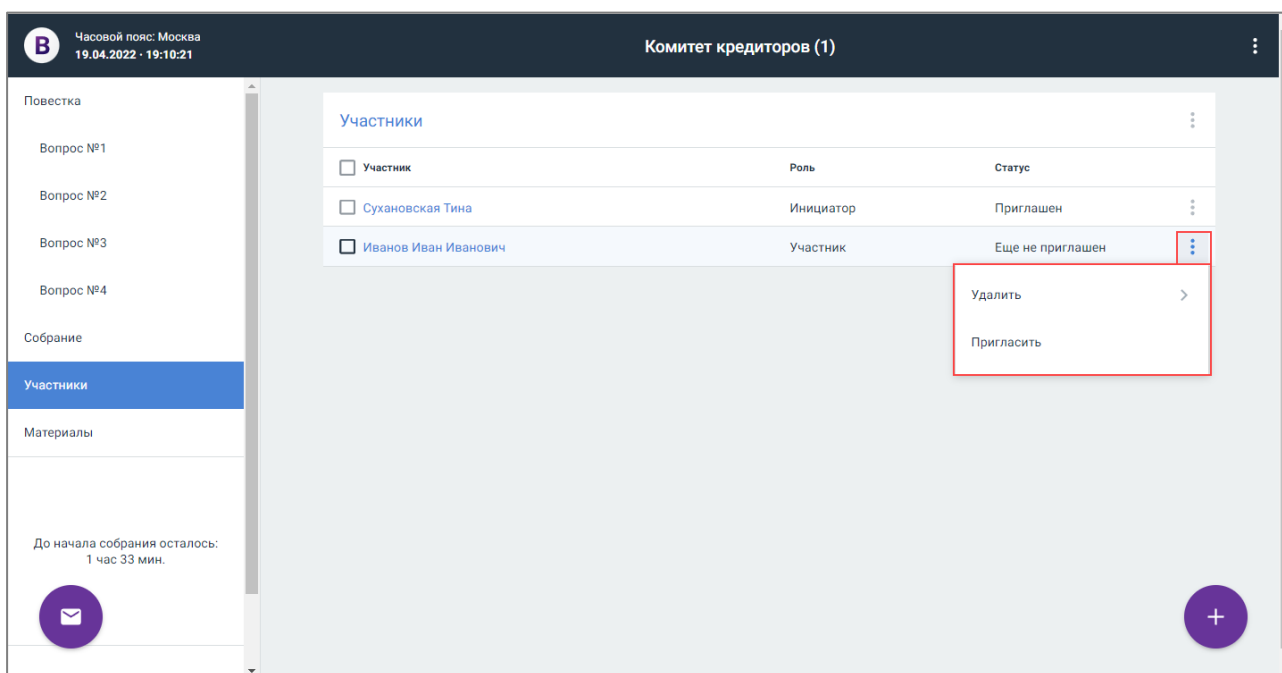 B
Часовой пояс: Москва
19.04.2022 · 19:10:21
Комитет кредиторов (1)
Повестка
Вопрос №1
Вопрос №2
Вопрос №3
Вопрос №4
Собрание
Участники
Материалы
До начала собрания осталось:
1 час 33 мин.
Участники
Участник Роль Статус
Сухановская Тина Инициатор Приглашен
Иванов Иван Иванович Участник Еще не приглашен
Удалить
Пригласить